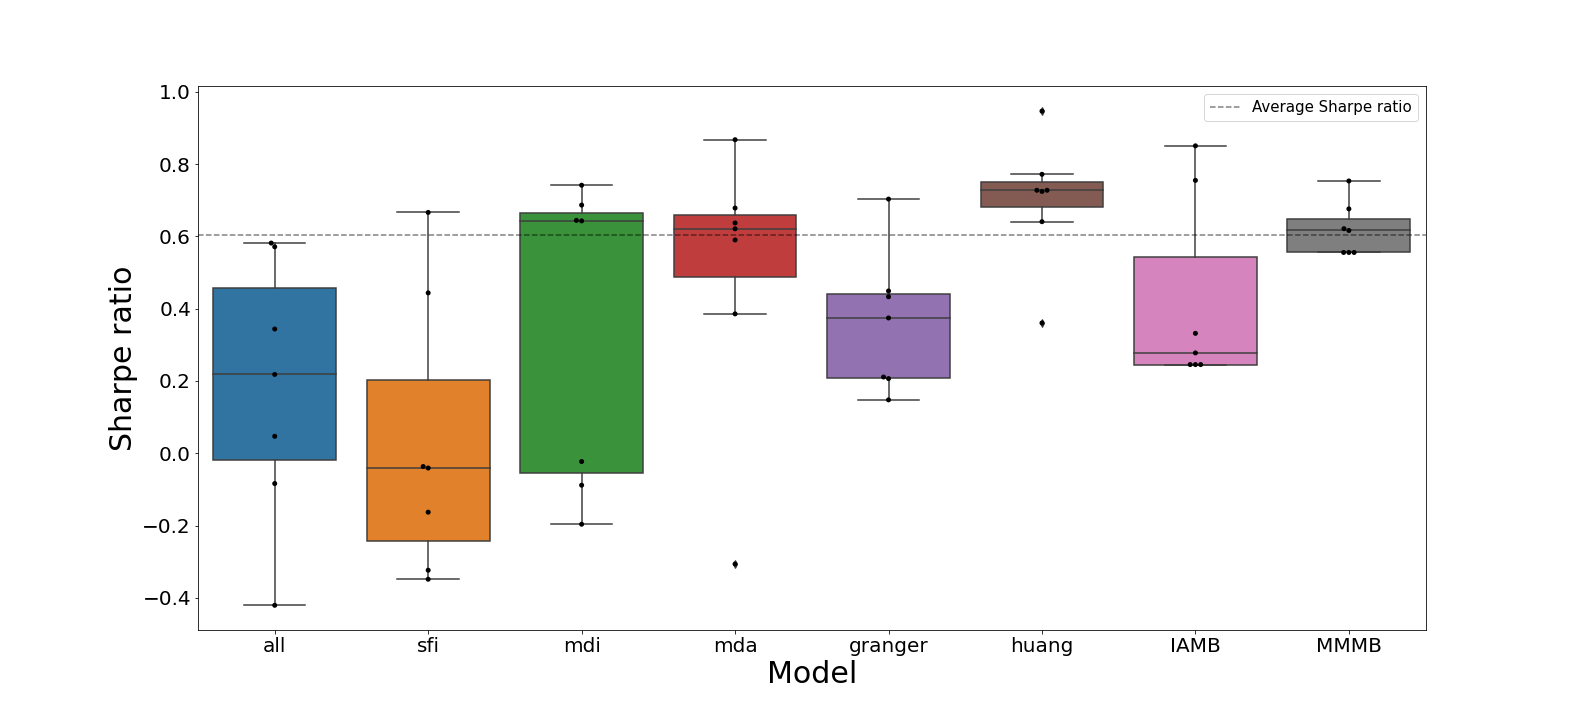 1.0
0.8
0.6
0.4
0.2
0.0
−0.2
−0.4
Sharpe ratio
Average Sharpe ratio
all sfi mdi mda granger huang IAMB MMMB
Model